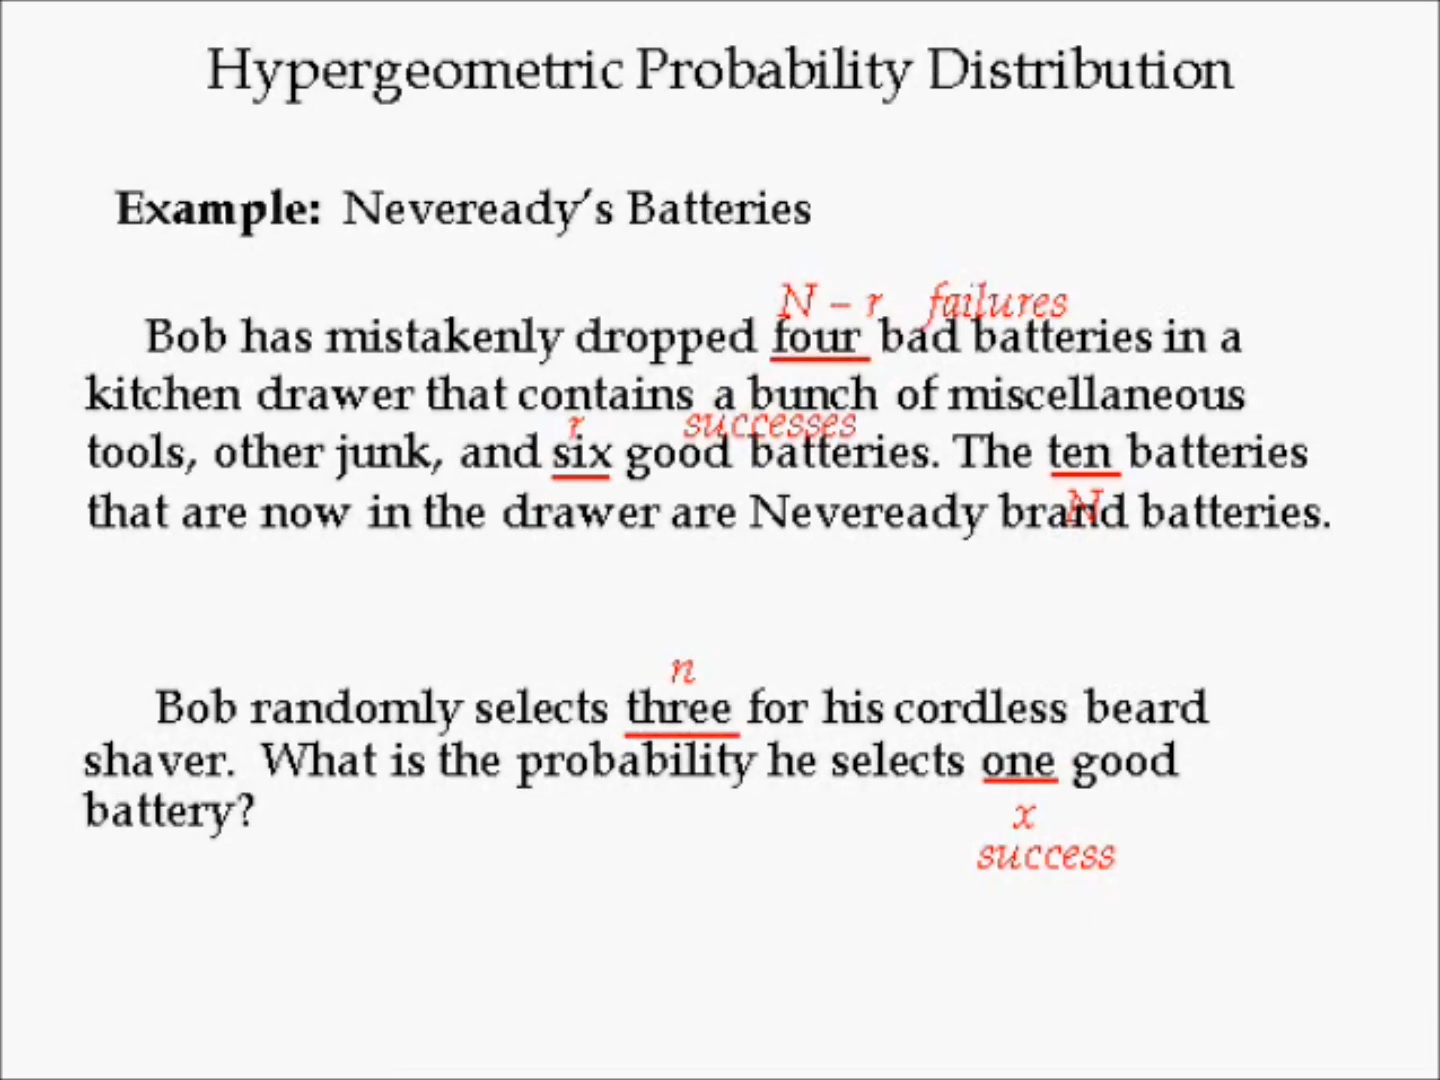 Hypergeometric Probability Distribution
Example: Neveready's Batteries
N – r failures
Bob has mistakenly dropped four bad batteries in a
kitchen drawer that contains a bunch of miscellaneous
r successes
tools, other junk, and six good batteries. The ten batteries
N
that are now in the drawer are Neveready brand batteries.
n
Bob randomly selects three for his cordless beard
shaver. What is the probability he selects one good
battery?
x
success